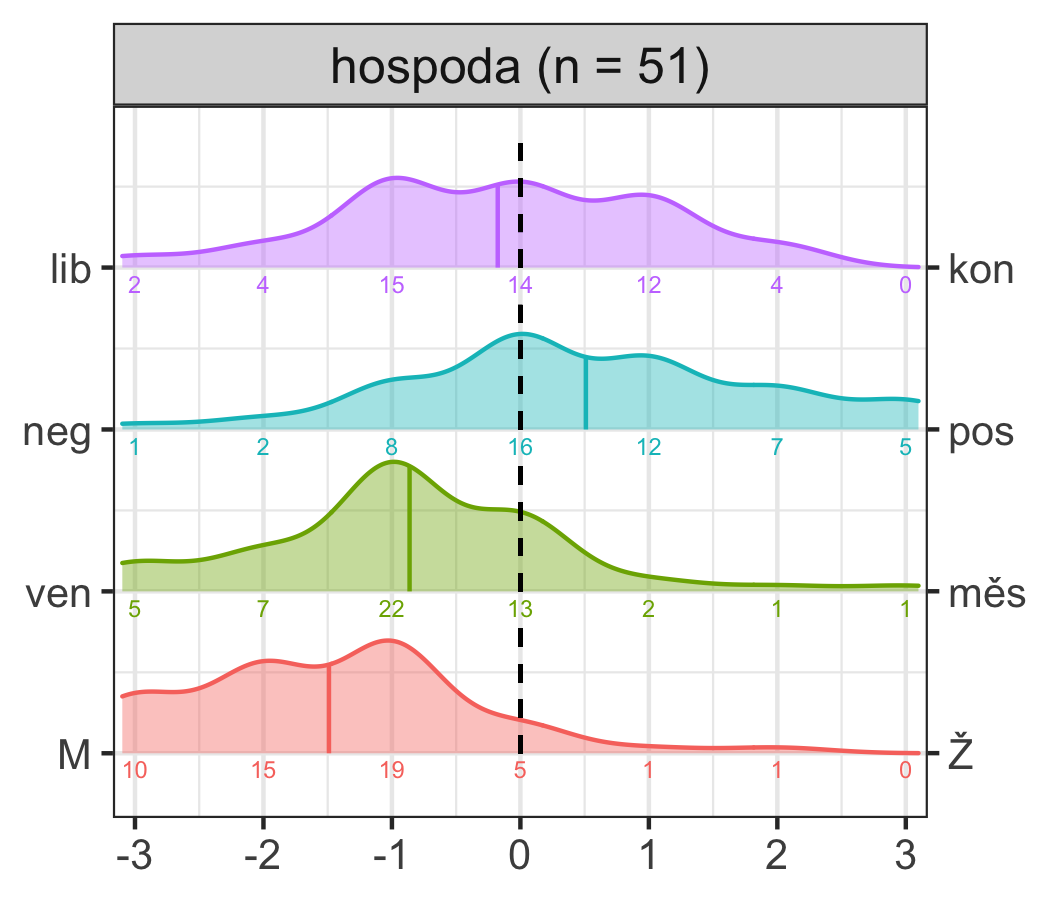 hospoda (n = 51)
lib kon
2 4 15 14 12 4 0
neg pos
1 2 8 16 12 7 5
ven měs
5 7 22 13 2 1 1
M Ž
10 15 19 5 1 1 0
-3 -2 -1 0 1 2 3